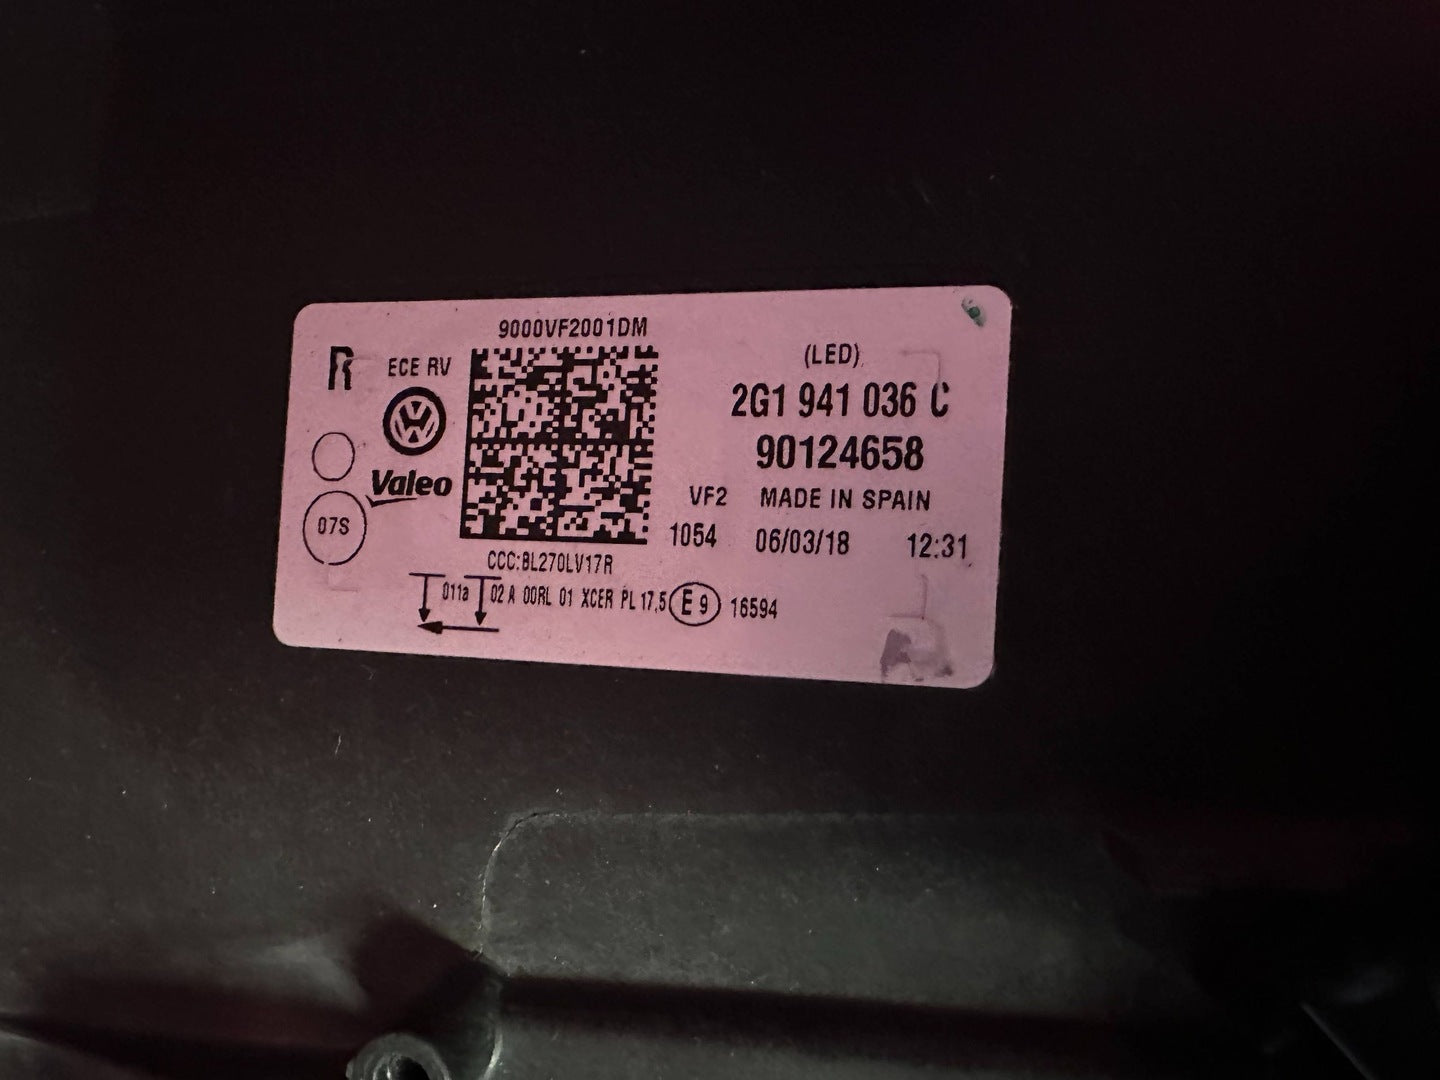 9000VF2001DM
R
ECE RV
(LED)
2G1 941 036 C
Valeo
90124658
07S
VF2 MADE IN SPAIN
1054 06/03/18 12:31
CCC:BL270LV17R
011a 02 A 00RL 01 XCER PL 17,5 E 9 16594